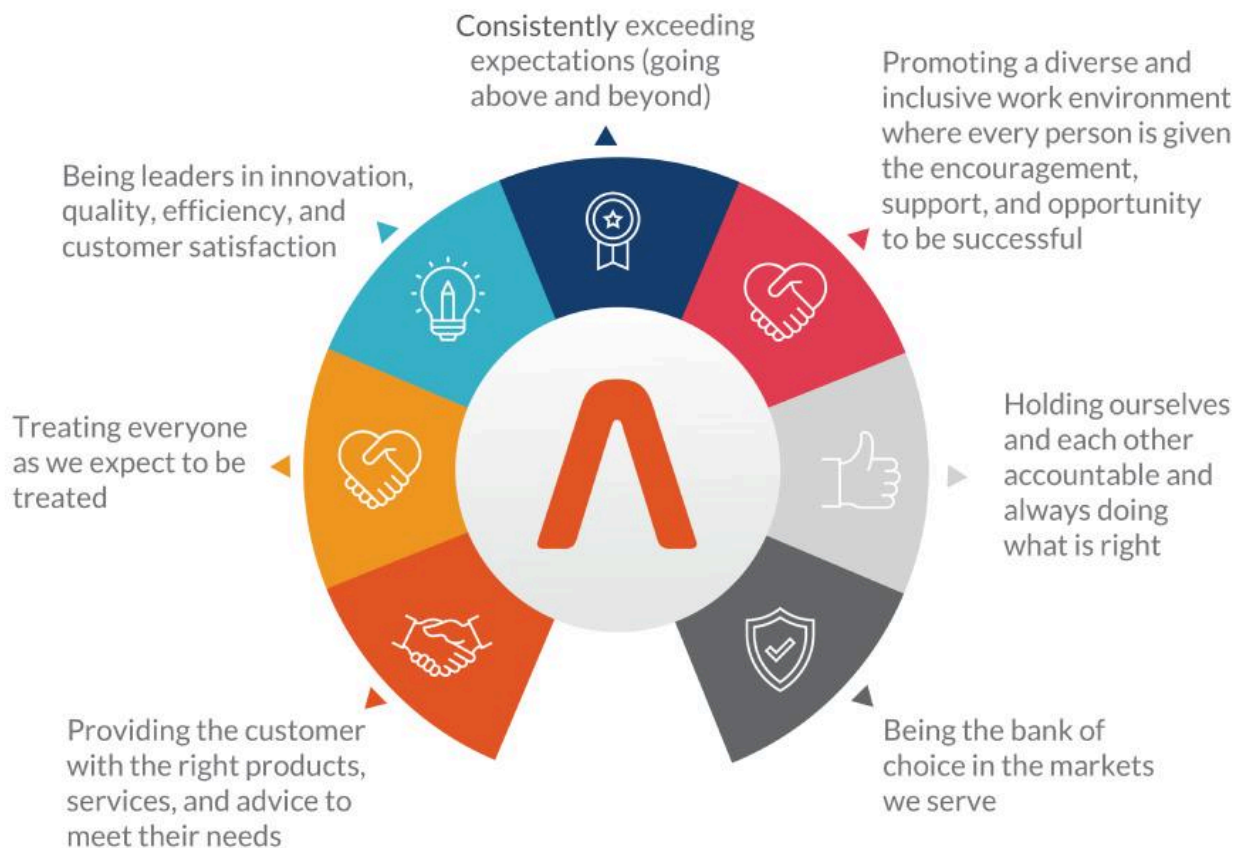 Consistently exceeding
expectations (going
above and beyond)
Promoting a diverse and
inclusive work environment
where every person is given
the encouragement,
support, and opportunity
to be successful
Being leaders in innovation,
quality, efficiency, and
customer satisfaction
Treating everyone
as we expect to be
treated
Holding ourselves
and each other
accountable and
always doing
what is right
Providing the customer
with the right products,
services, and advice to
meet their needs
Being the bank of
choice in the markets
we serve